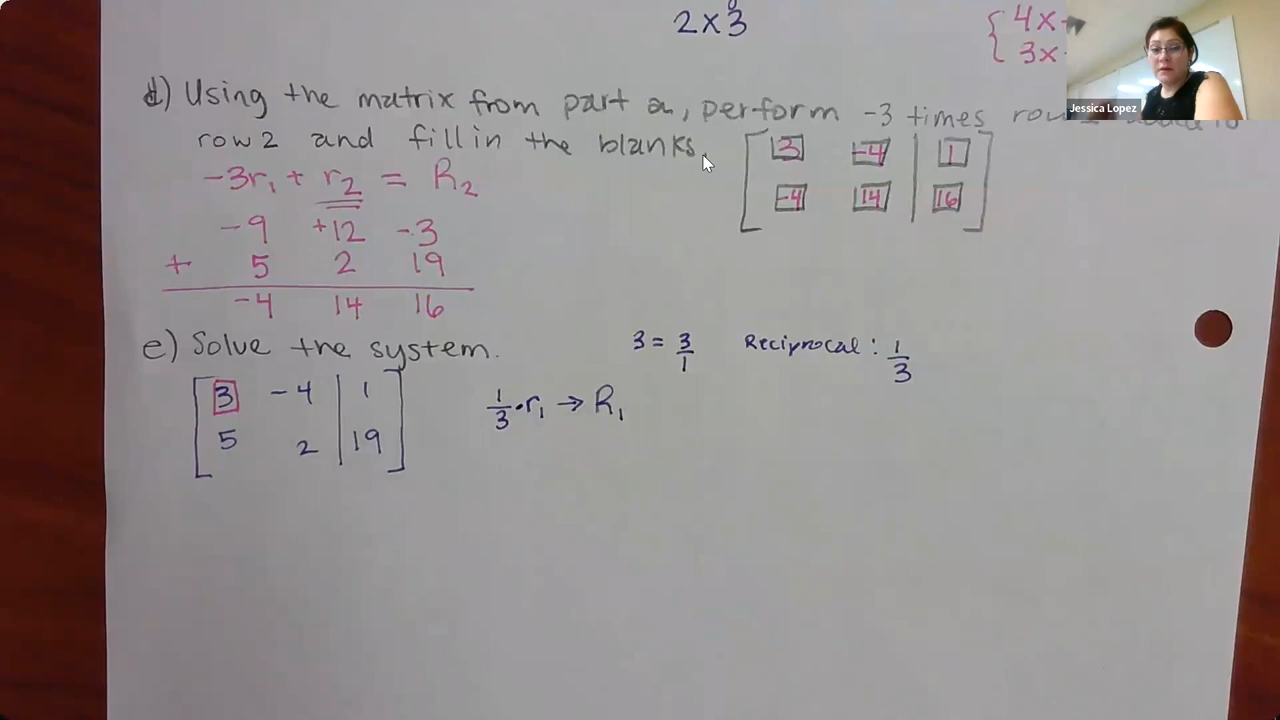 2x3
{ 4x
3x
Jessica Lopez
d) Using the matrix from part a, perform -3 times
row 2 and fill in the blanks.
[ 3 -4 | 1 ]
[ -4 14 | 16 ]
-3r₁ + r₂ = R₂
-9 +12 -3
+ 5 2 19
-4 14 16
e) Solve the system.
3 = 3/1 Reciprocal: 1/3
[ 3 -4 | 1 ]
[ 5 2 | 19 ]
1/3 • r₁ → R₁